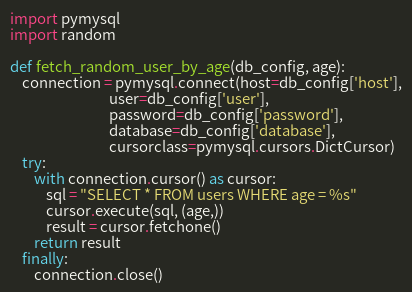 import pymysql
import random

def fetch_random_user_by_age(db_config, age):
    connection = pymysql.connect(host=db_config['host'],
                                 user=db_config['user'],
                                 password=db_config['password'],
                                 database=db_config['database'],
                                 cursorclass=pymysql.cursors.DictCursor)
    try:
        with connection.cursor() as cursor:
            sql = "SELECT * FROM users WHERE age = %s"
            cursor.execute(sql, (age,))
            result = cursor.fetchone()
        return result
    finally:
        connection.close()